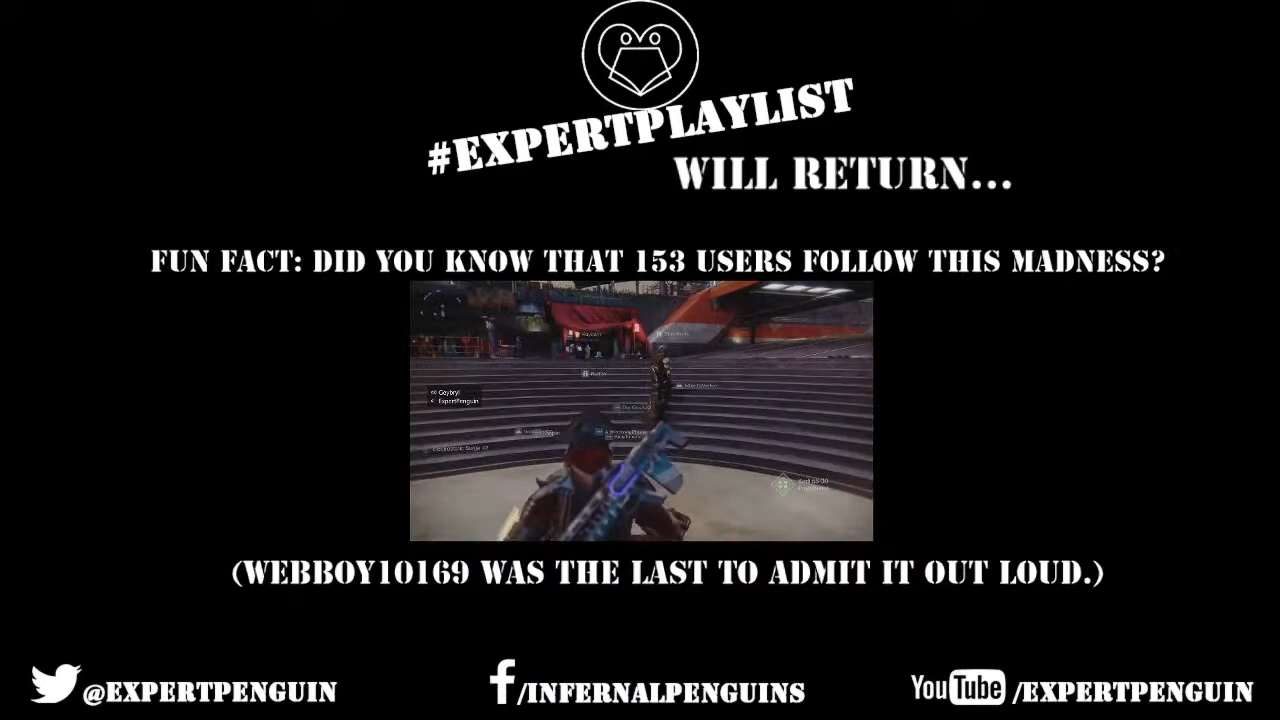 #EXPERTPLAYLIST
WILL RETURN...
FUN FACT: DID YOU KNOW THAT 153 USERS FOLLOW THIS MADNESS?
ExpertPenguin
(WEBBOY10169 WAS THE LAST TO ADMIT IT OUT LOUD.)
@EXPERTPENGUIN
f/INFERNALPENGUINS
YouTube /EXPERTPENGUIN